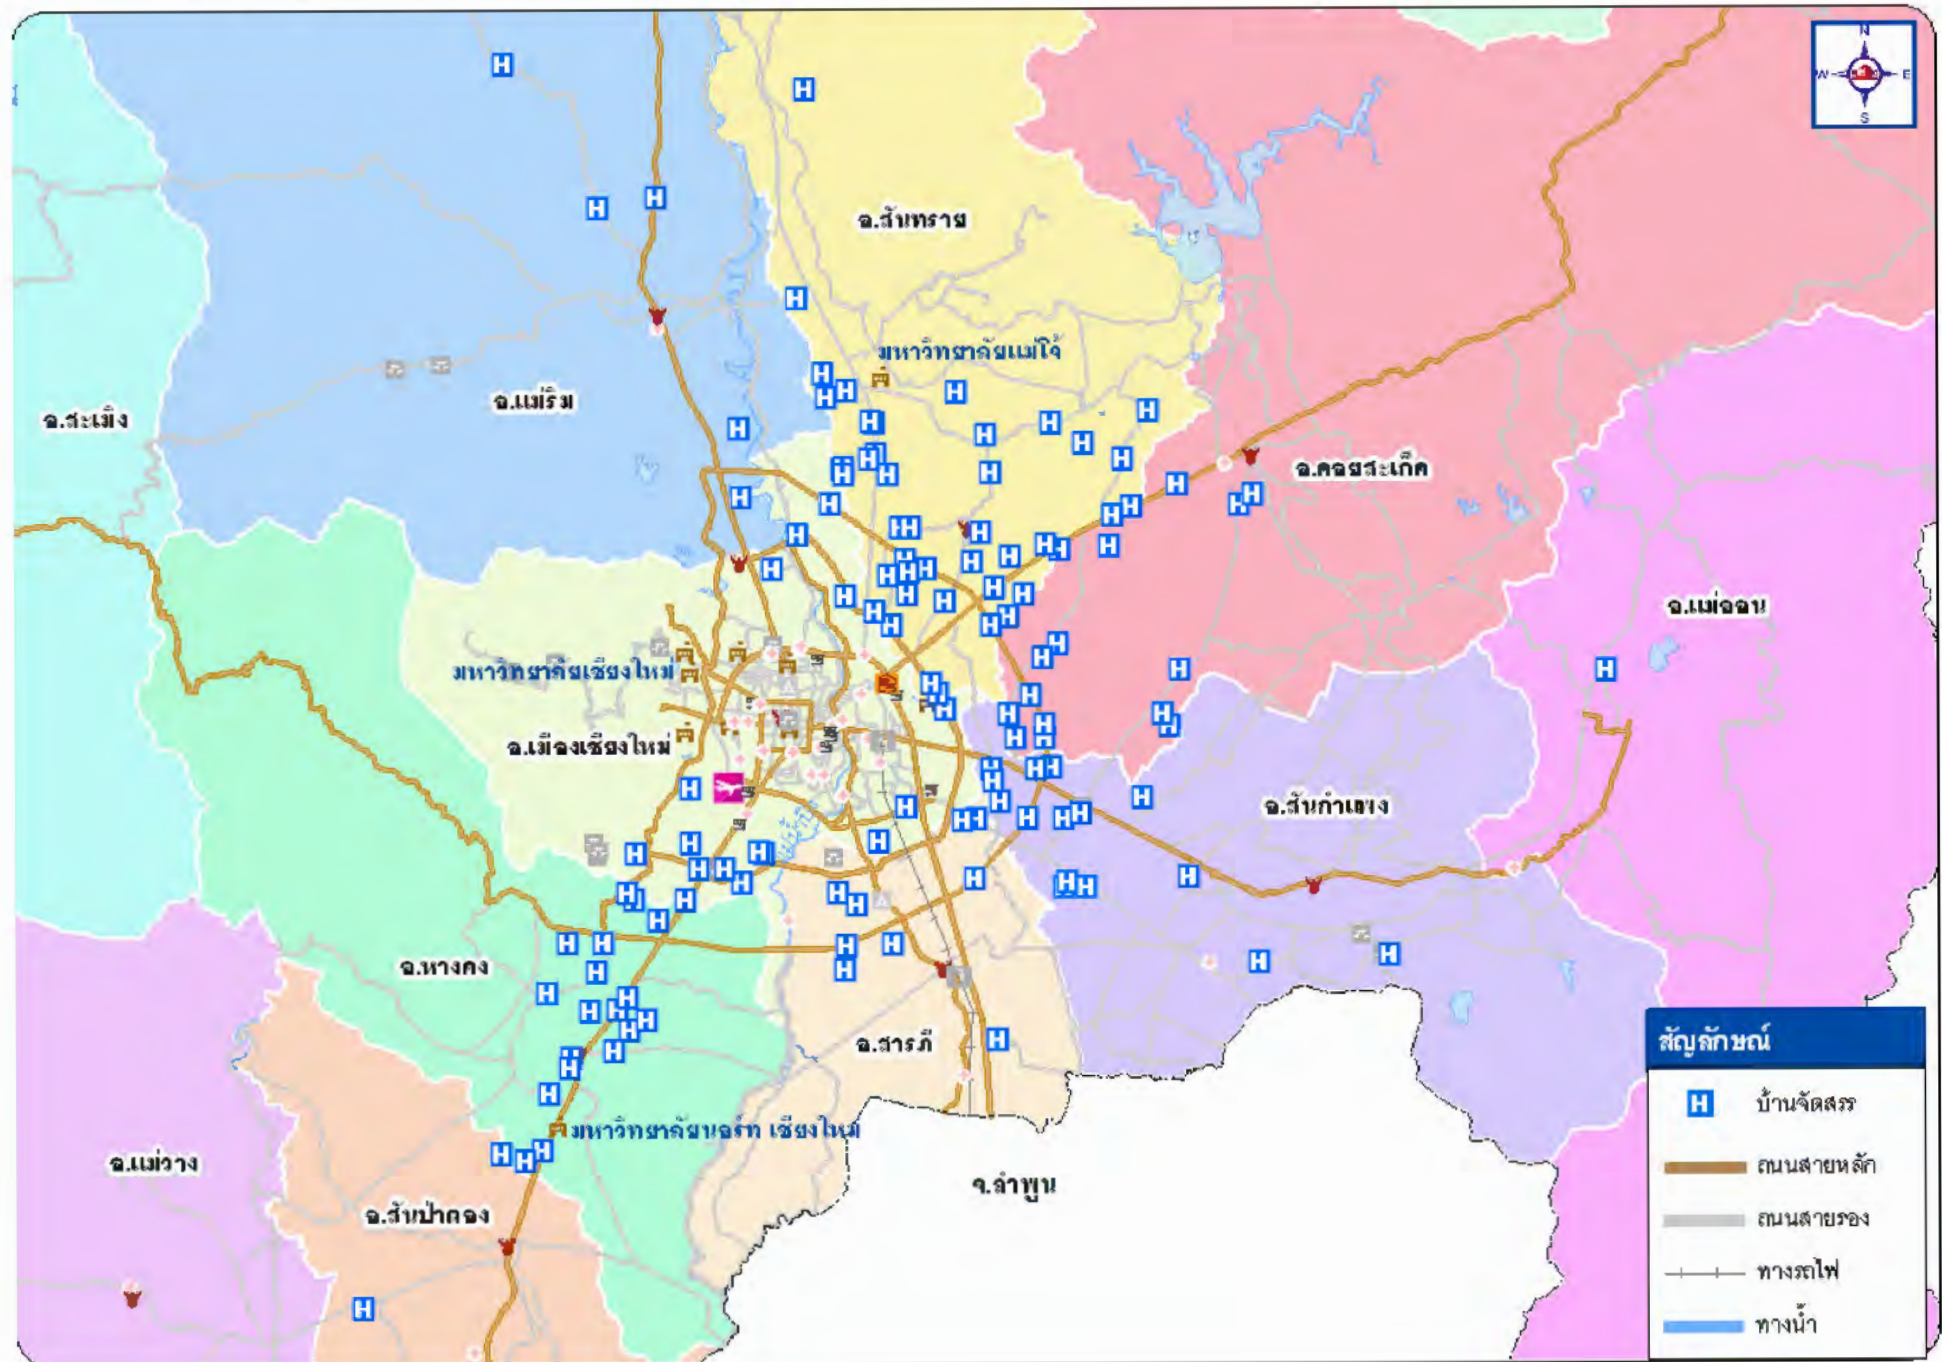 N
W E
S
อ.สันทราย
มหาวิทยาลัยแม่โจ้
อ.แม่ริม
อ.สะเมิง
อ.ดอยสะเก็ด
อ.แม่ออน
มหาวิทยาลัยเชียงใหม่
อ.เมืองเชียงใหม่
อ.สันกำแพง
แม่น้ำปิง
อ.หางดง
อ.สารภี
มหาวิทยาลัยนอร์ท เชียงใหม่
อ.แม่วาง
จ.ลำพูน
อ.สันป่าตอง
สัญลักษณ์
H บ้านจัดสรร
ถนนสายหลัก
ถนนสายรอง
ทางรถไฟ
ทางน้ำ